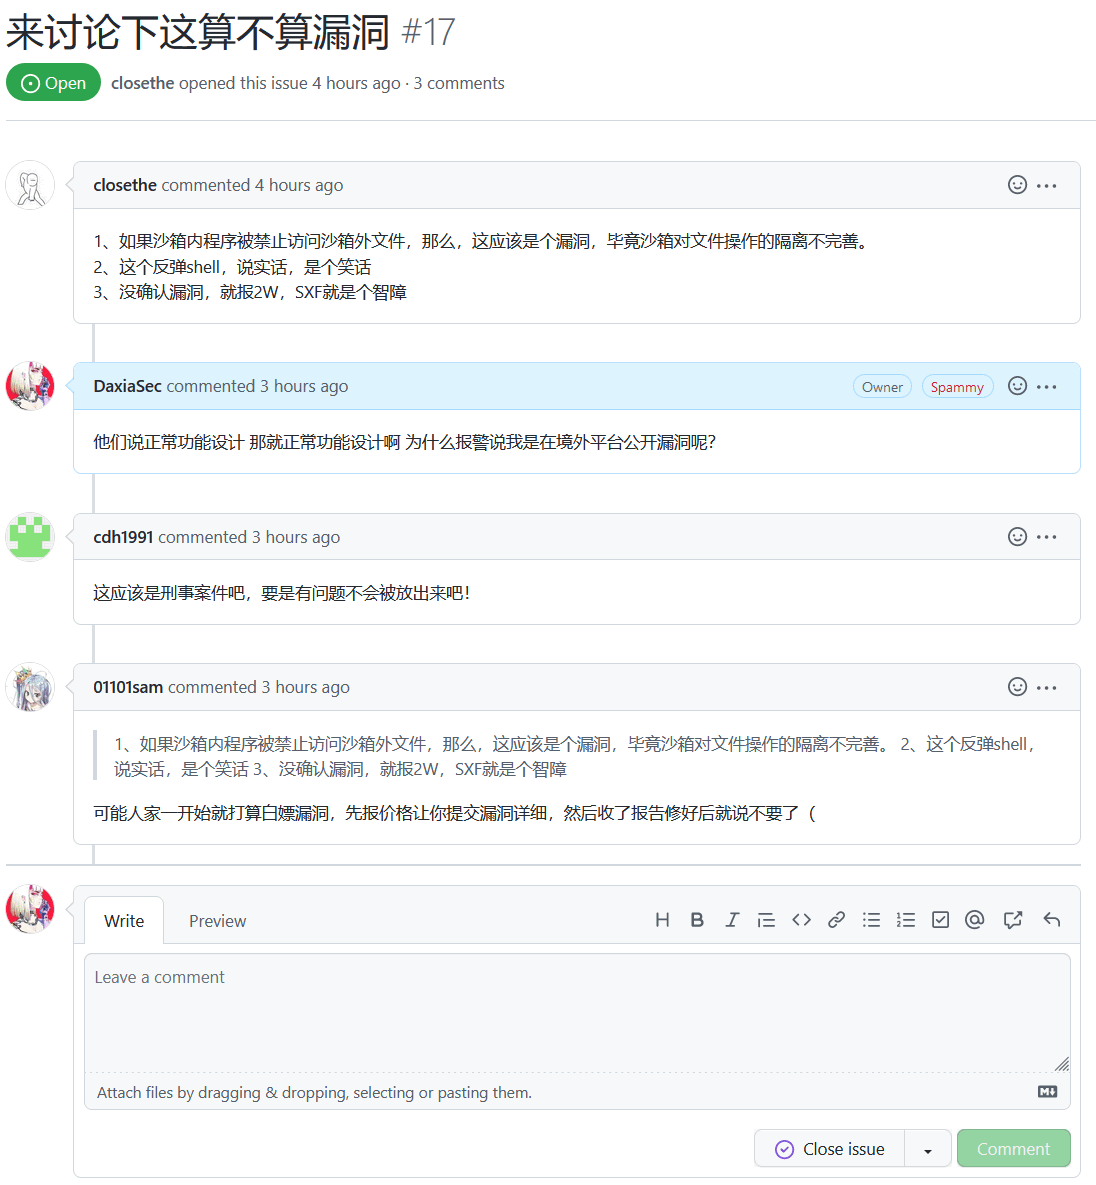 来讨论下这算不算漏洞 #17
Open closethe opened this issue 4 hours ago · 3 comments
closethe commented 4 hours ago
1、如果沙箱内程序被禁止访问沙箱外文件，那么，这应该是个漏洞，毕竟沙箱对文件操作的隔离不完善。
2、这个反弹shell，说实话，是个笑话
3、没确认漏洞，就报2W，SXF就是个智障
DaxiaSec commented 3 hours ago Owner Spammy
他们说正常功能设计 那就正常功能设计啊 为什么报警说我是在境外平台公开漏洞呢？
cdh1991 commented 3 hours ago
这应该是刑事案件吧，要是有问题不会被放出来吧！
01101sam commented 3 hours ago
1、如果沙箱内程序被禁止访问沙箱外文件，那么，这应该是个漏洞，毕竟沙箱对文件操作的隔离不完善。 2、这个反弹shell，
说实话，是个笑话 3、没确认漏洞，就报2W，SXF就是个智障
可能人家一开始就打算白嫖漏洞，先报价格让你提交漏洞详细，然后收了报告修好后就说不要了（
Write Preview
Leave a comment
Attach files by dragging & dropping, selecting or pasting them.
Close issue Comment